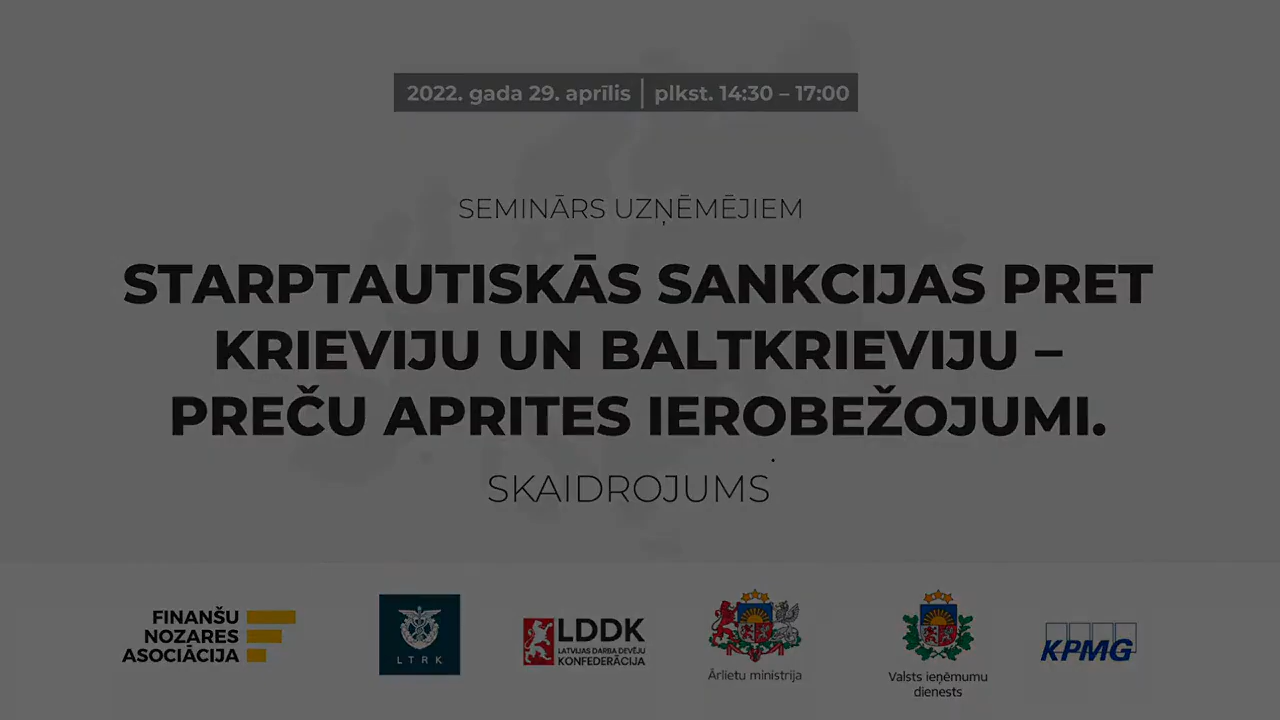 2022. gada 29. aprīlis | plkst. 14:30 – 17:00
SEMINĀRS UZŅĒMĒJIEM
STARPTAUTISKĀS SANKCIJAS PRET
KRIEVIJU UN BALTKRIEVIJU –
PREČU APRITES IEROBEŽOJUMI.
SKAIDROJUMS
FINANŠU
NOZARES
ASOCIĀCIJA
LTRK
LDDK
LATVIJAS DARBA DEVĒJU
KONFEDERĀCIJA
Ārlietu ministrija
Valsts ieņēmumu
dienests
KPMG